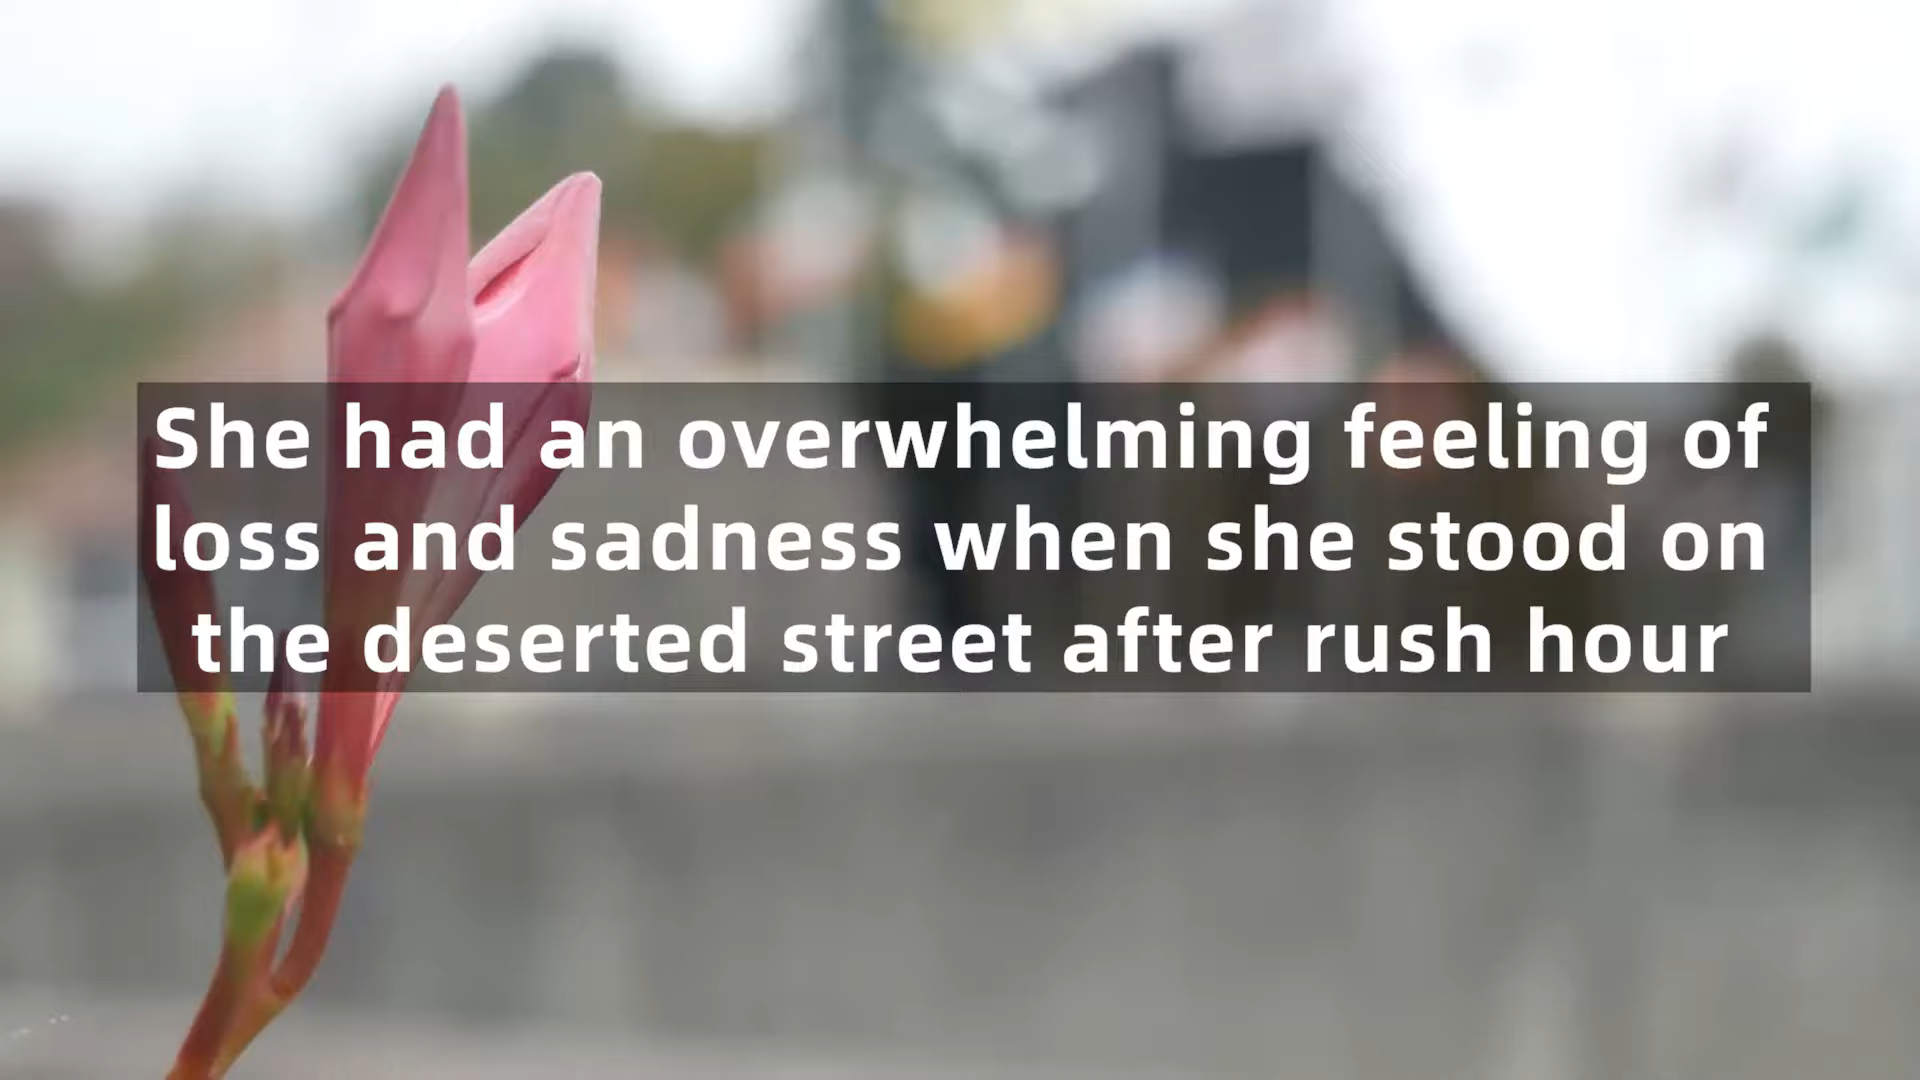 She had an overwhelming feeling of
loss and sadness when she stood on
the deserted street after rush hour